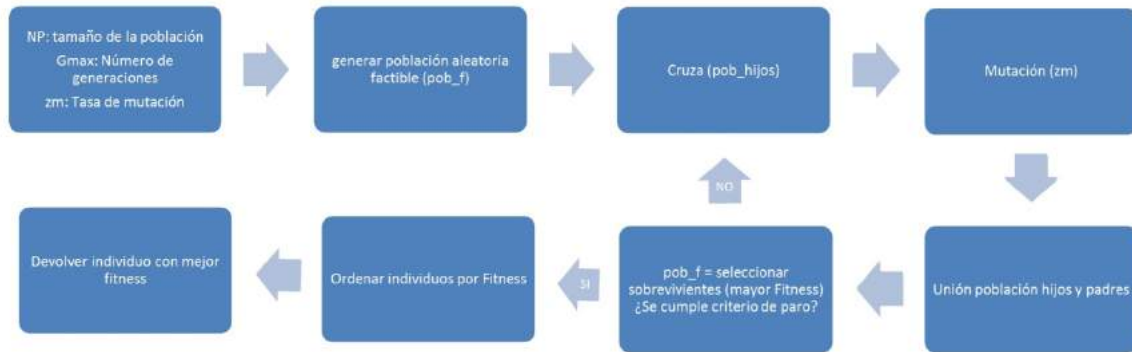 NP: tamaño de la población
Gmax: Número de
generaciones
zm: Tasa de mutación
generar población aleatoria
factible (pob_f)
Cruza (pob_hijos)
Mutación (zm)
Unión población hijos y padres
pob_f = seleccionar
sobrevivientes (mayor Fitness)
¿Se cumple criterio de paro?
NO
SI
Ordenar individuos por Fitness
Devolver individuo con mejor
fitness